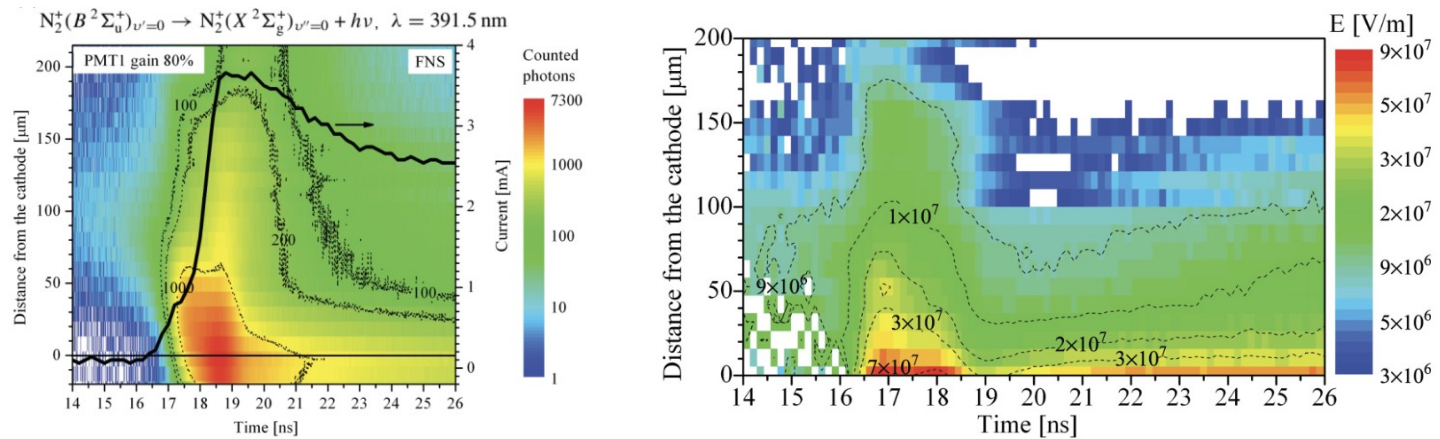 N₂⁺(B ²Σᵤ⁺)ᵥ′₌₀ → N₂⁺(X ²Σg⁺)ᵥ″₌₀ + hν, λ = 391.5 nm
PMT1 gain 80%
FNS
Counted
photons
7300
1000
100
10
1
Distance from the cathode [μm]
200
150
100
50
0
100
200
1000
100
4
3
2
1
0
Current [mA]
14 15 16 17 18 19 20 21 22 23 24 25 26
Time [ns]
E [V/m]
9×10⁷
5×10⁷
3×10⁷
2×10⁷
9×10⁶
5×10⁶
3×10⁶
Distance from the cathode [μm]
200
150
100
50
0
1×10⁷
9×10⁶
3×10⁷
2×10⁷
7×10⁷
3×10⁷
14 15 16 17 18 19 20 21 22 23 24 25 26
Time [ns]